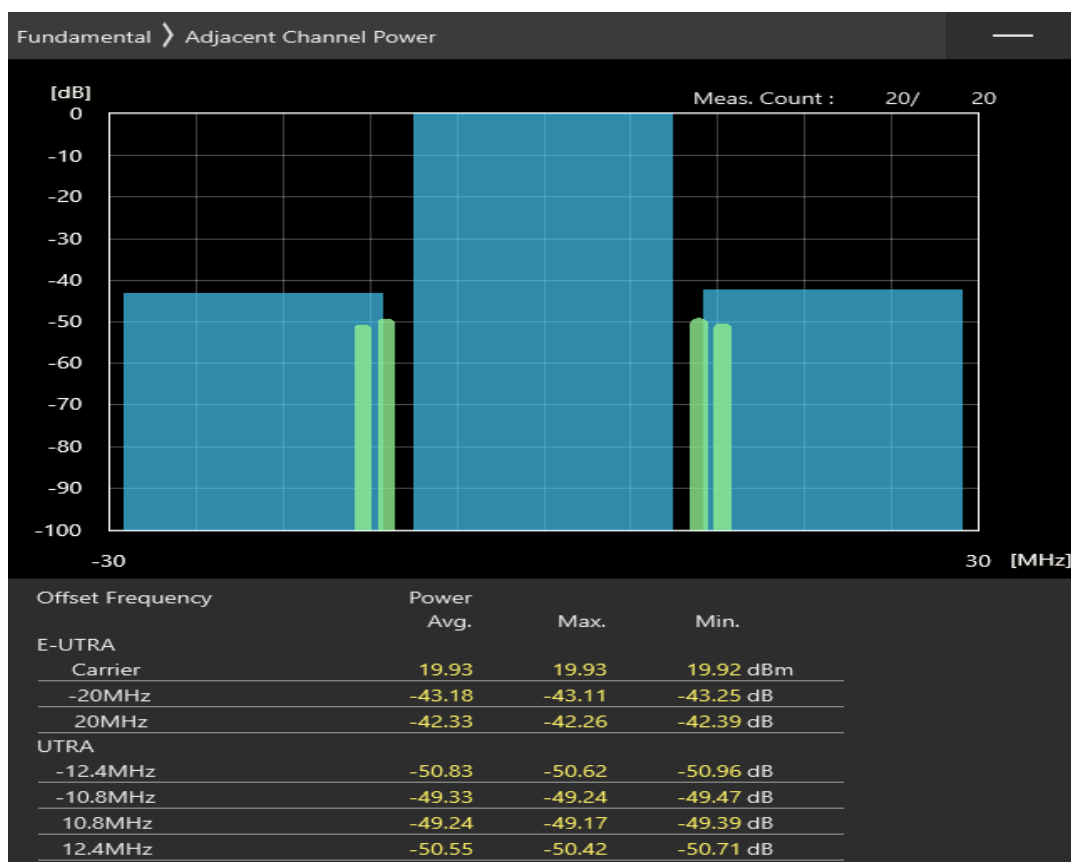 Fundamental ❯ Adjacent Channel Power
[dB]
Meas. Count : 20/ 20
0
-10
-20
-30
-40
-50
-60
-70
-80
-90
-100
-30 30 [MHz]
Offset Frequency Power
Avg. Max. Min.
E-UTRA
Carrier 19.93 19.93 19.92 dBm
-20MHz -43.18 -43.11 -43.25 dB
20MHz -42.33 -42.26 -42.39 dB
UTRA
-12.4MHz -50.83 -50.62 -50.96 dB
-10.8MHz -49.33 -49.24 -49.47 dB
10.8MHz -49.24 -49.17 -49.39 dB
12.4MHz -50.55 -50.42 -50.71 dB